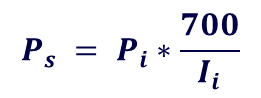 P_s = P_i * 700 / I_i